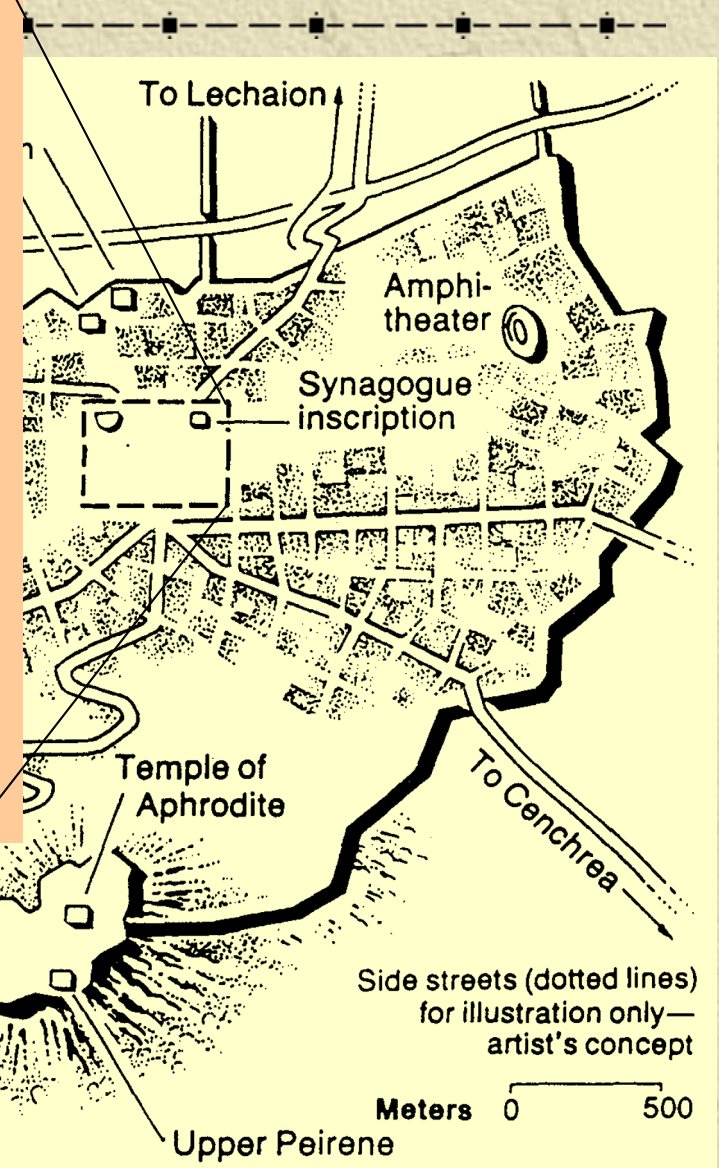 To Lechaion
n
Amphi-
theater
Synagogue
inscription
Temple of
Aphrodite
To Cenchrea
Side streets (dotted lines)
for illustration only—
artist's concept
Meters 0 500
Upper Peirene